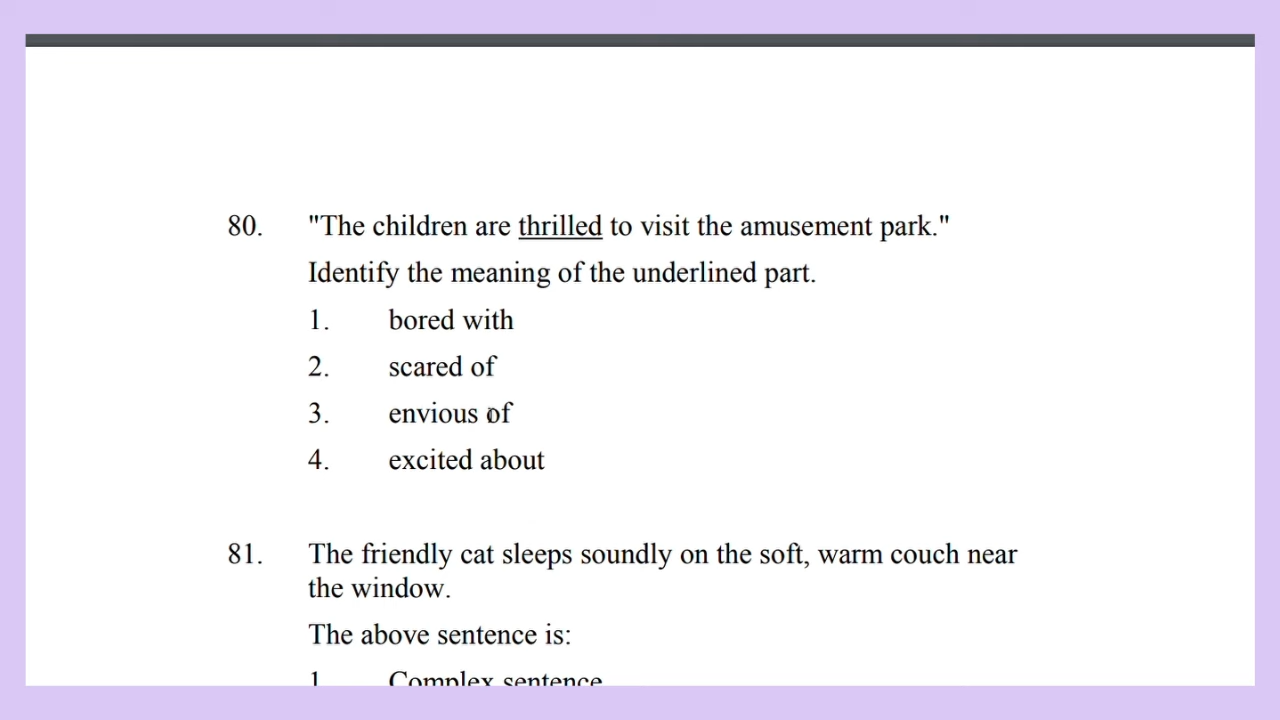 80. "The children are thrilled to visit the amusement park."
Identify the meaning of the underlined part.
1. bored with
2. scared of
3. envious of
4. excited about
81. The friendly cat sleeps soundly on the soft, warm couch near
the window.
The above sentence is:
1. Complex sentence